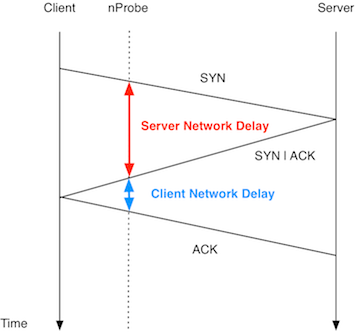 Client nProbe Server
SYN
Server Network Delay
SYN | ACK
Client Network Delay
ACK
Time